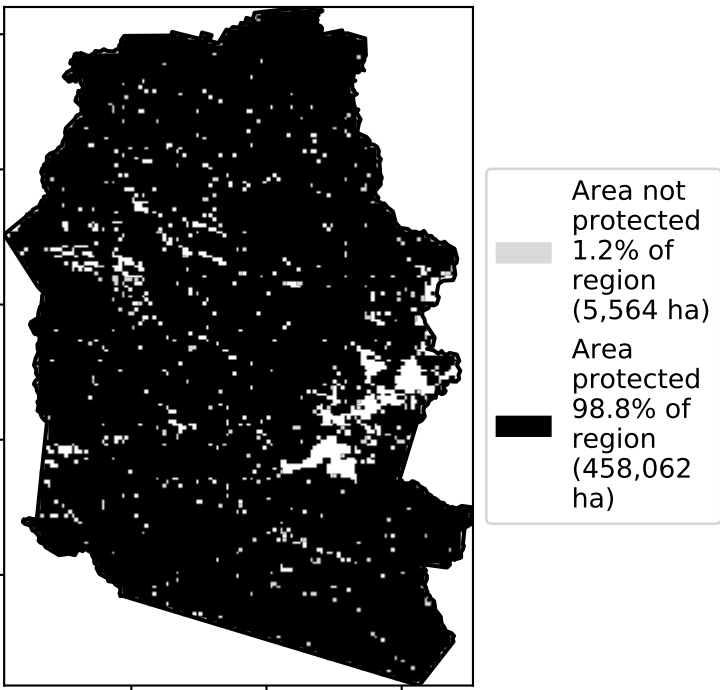 Area not
protected
1.2% of
region
(5,564 ha)
Area
protected
98.8% of
region
(458,062
ha)